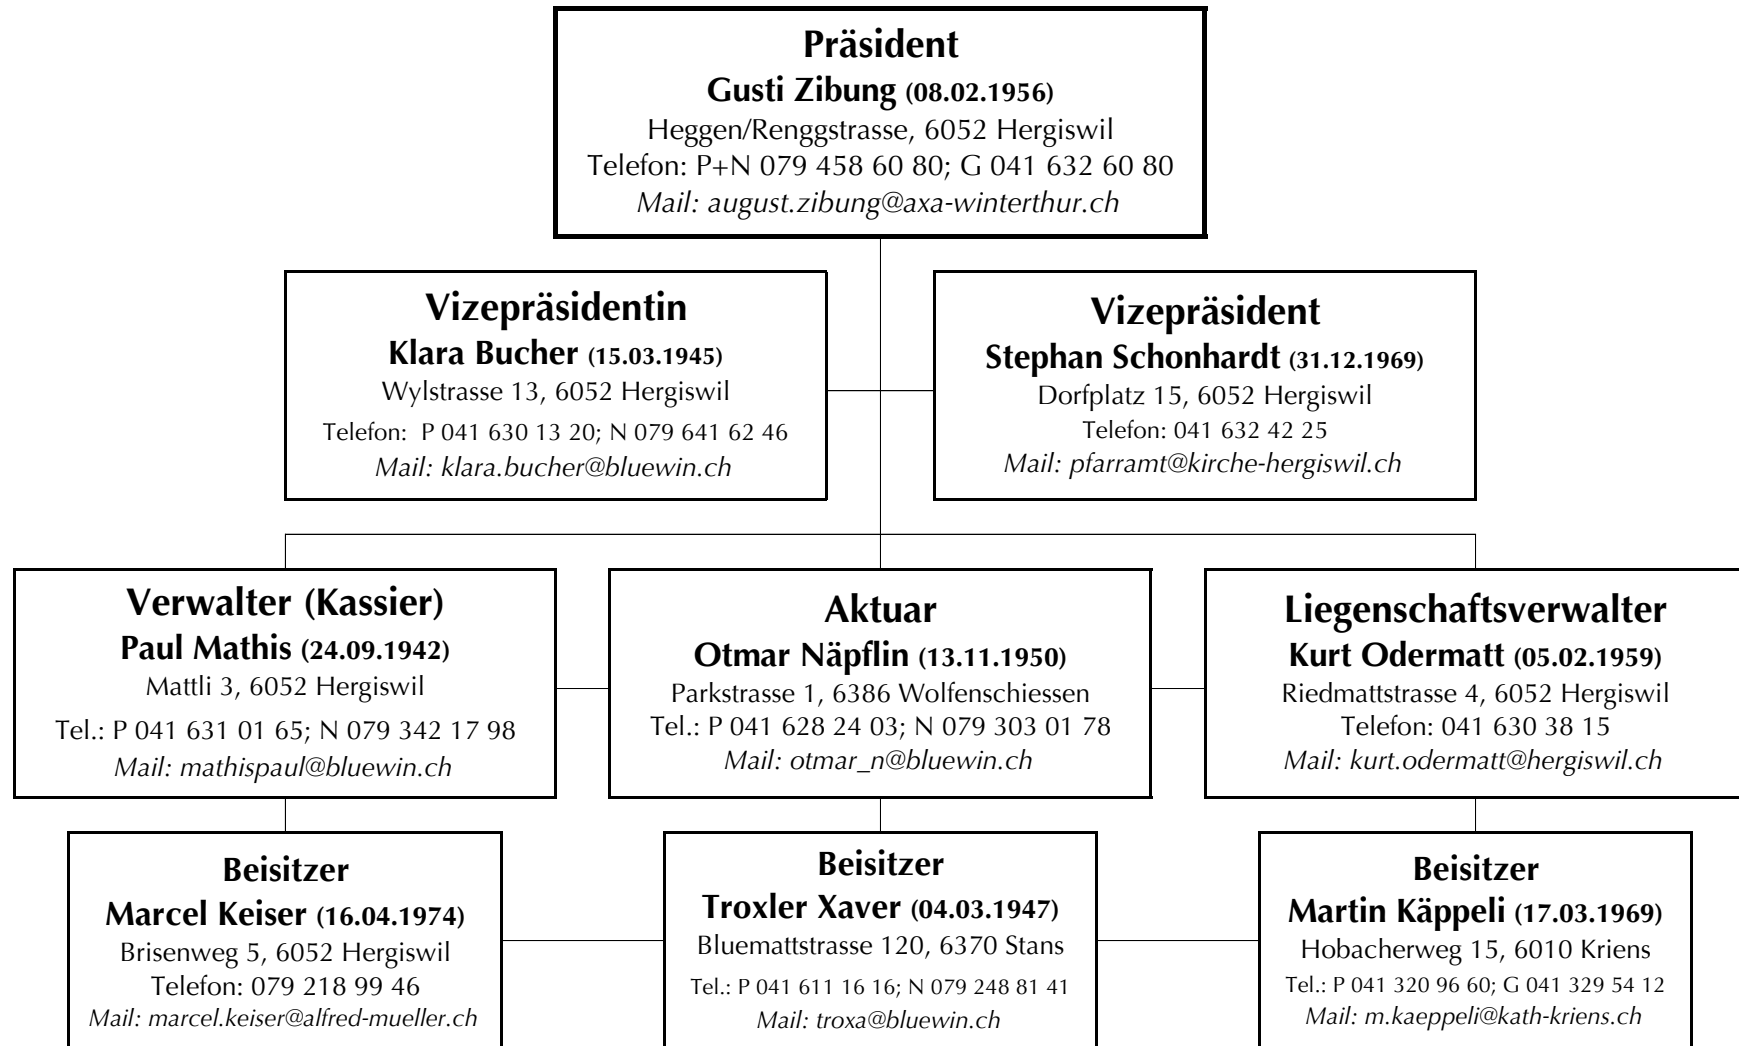 Präsident
Gusti Zibung (08.02.1956)
Heggen/Renggstrasse, 6052 Hergiswil
Telefon: P+N 079 458 60 80; G 041 632 60 80
Mail: august.zibung@axa-winterthur.ch
Vizepräsidentin
Klara Bucher (15.03.1945)
Wylstrasse 13, 6052 Hergiswil
Telefon: P 041 630 13 20; N 079 641 62 46
Mail: klara.bucher@bluewin.ch
Vizepräsident
Stephan Schonhardt (31.12.1969)
Dorfplatz 15, 6052 Hergiswil
Telefon: 041 632 42 25
Mail: pfarramt@kirche-hergiswil.ch
Verwalter (Kassier)
Paul Mathis (24.09.1942)
Mattli 3, 6052 Hergiswil
Tel.: P 041 631 01 65; N 079 342 17 98
Mail: mathispaul@bluewin.ch
Aktuar
Otmar Näpflin (13.11.1950)
Parkstrasse 1, 6386 Wolfenschiessen
Tel.: P 041 628 24 03; N 079 303 01 78
Mail: otmar_n@bluewin.ch
Liegenschaftsverwalter
Kurt Odermatt (05.02.1959)
Riedmattstrasse 4, 6052 Hergiswil
Telefon: 041 630 38 15
Mail: kurt.odermatt@hergiswil.ch
Beisitzer
Marcel Keiser (16.04.1974)
Brisenweg 5, 6052 Hergiswil
Telefon: 079 218 99 46
Mail: marcel.keiser@alfred-mueller.ch
Beisitzer
Troxler Xaver (04.03.1947)
Bluemattstrasse 120, 6370 Stans
Tel.: P 041 611 16 16; N 079 248 81 41
Mail: troxa@bluewin.ch
Beisitzer
Martin Käppeli (17.03.1969)
Hobacherweg 15, 6010 Kriens
Tel.: P 041 320 96 60; G 041 329 54 12
Mail: m.kaeppeli@kath-kriens.ch